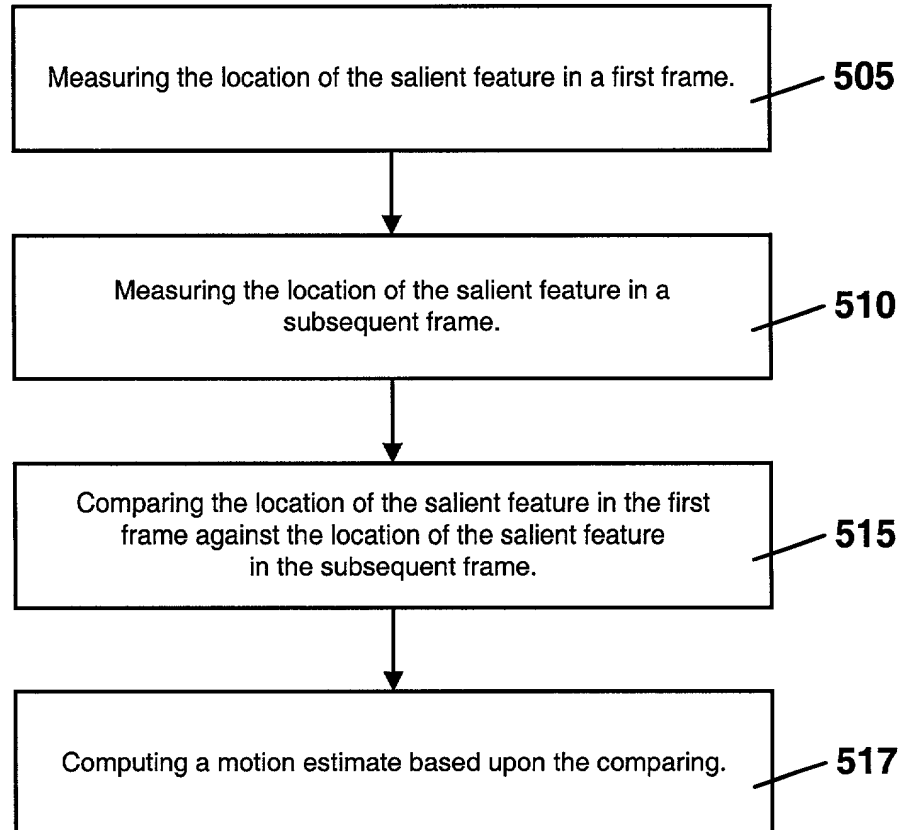 Measuring the location of the salient feature in a first frame.
505
Measuring the location of the salient feature in a
subsequent frame.
510
Comparing the location of the salient feature in the first
frame against the location of the salient feature
in the subsequent frame.
515
Computing a motion estimate based upon the comparing.
517